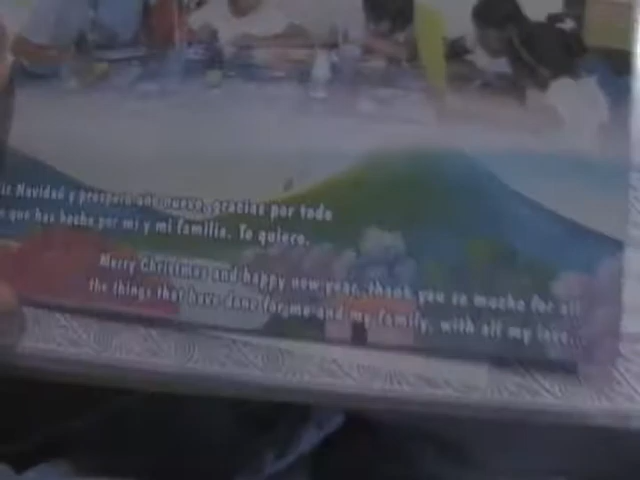 Navidad y prospero año nuevo, gracias por todo
que has hecho por mi y mi familia. Te quiero.
Merry Christmas and happy new year, thank you so mucho for all
the things that have done for me and my family, with all my love...